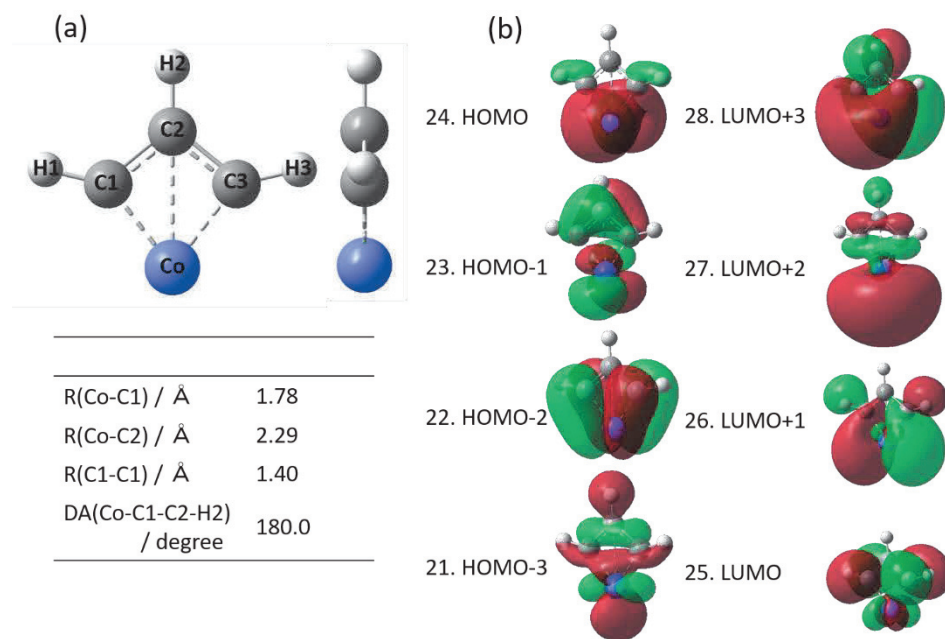 (a)
H2
C2
H1
C1
C3
H3
Co
R(Co-C1) / Å 1.78
R(Co-C2) / Å 2.29
R(C1-C1) / Å 1.40
DA(Co-C1-C2-H2)
/ degree 180.0
(b)
24. HOMO
28. LUMO+3
23. HOMO-1
27. LUMO+2
22. HOMO-2
26. LUMO+1
21. HOMO-3
25. LUMO